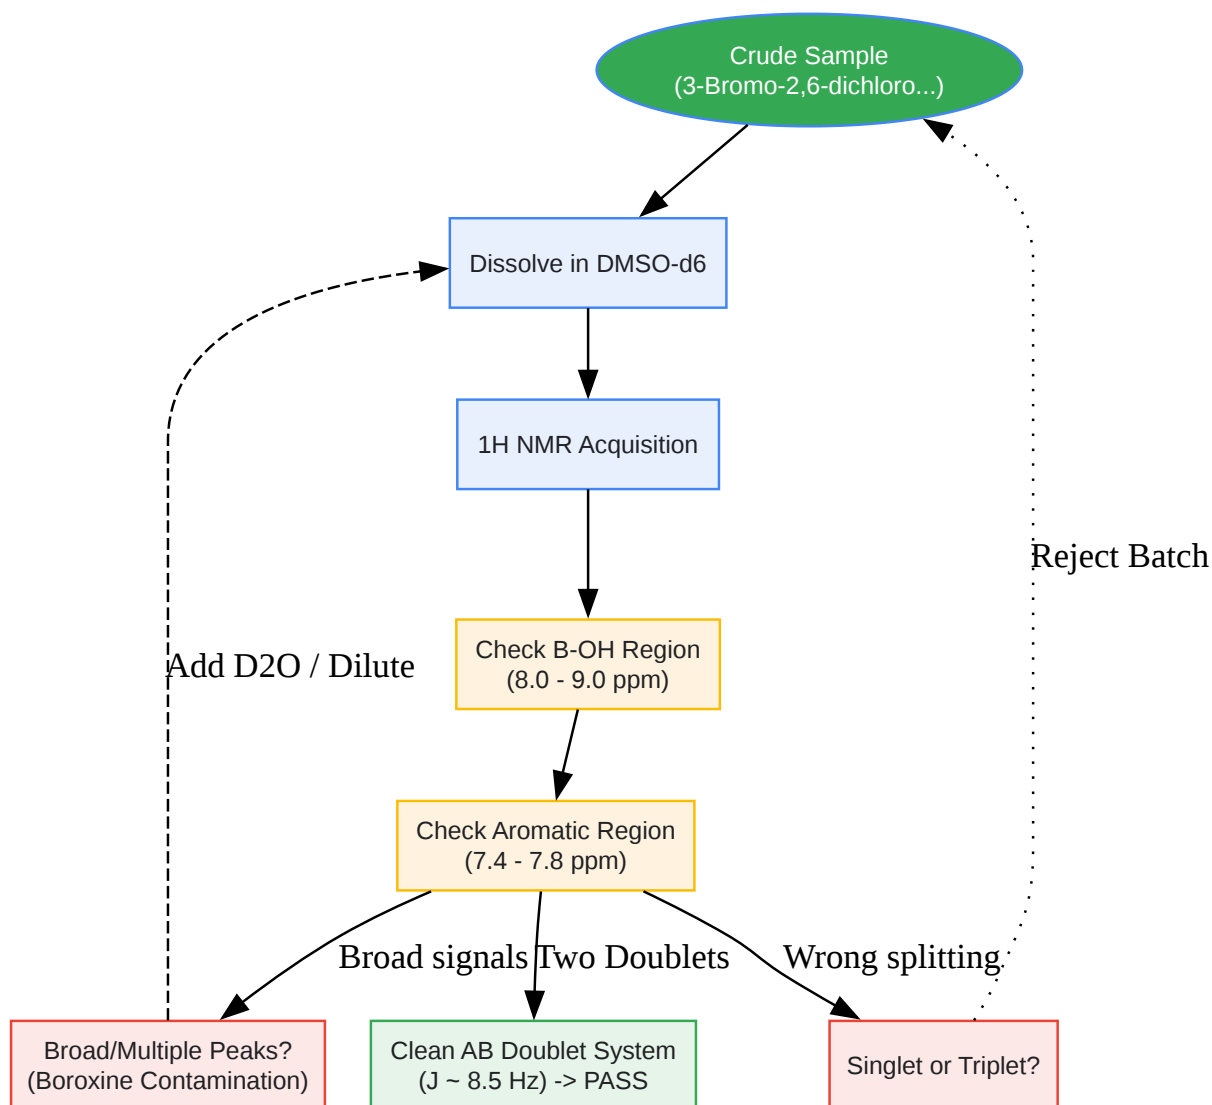 Crude Sample
(3-Bromo-2,6-dichloro...)
Dissolve in DMSO-d6
1H NMR Acquisition
Reject Batch
Check B-OH Region
(8.0 - 9.0 ppm)
Add D2O / Dilute
Check Aromatic Region
(7.4 - 7.8 ppm)
Broad signals
Two Doublets
Wrong splitting
Broad/Multiple Peaks?
(Boroxine Contamination)
Clean AB Doublet System
(J ~ 8.5 Hz) -> PASS
Singlet or Triplet?